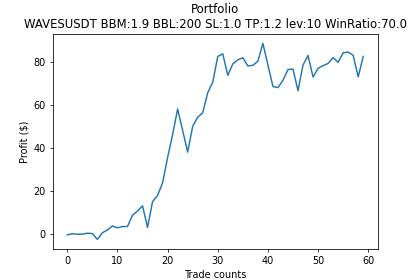 Portfolio
WAVESUSDT BBM:1.9 BBL:200 SL:1.0 TP:1.2 lev:10 WinRatio:70.0
80
60
40
20
0
Profit ($)
0 10 20 30 40 50 60
Trade counts